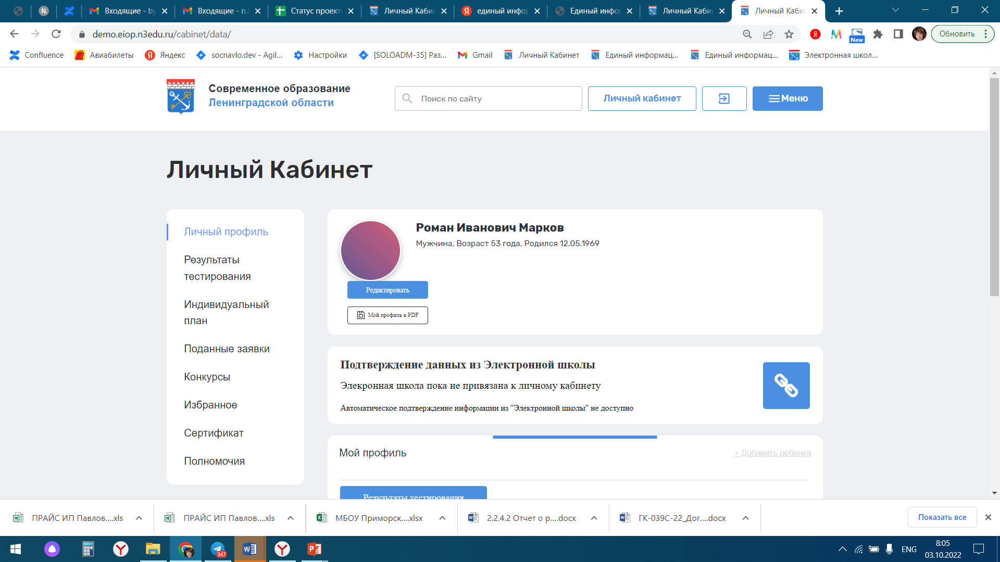 Входящие - by
Входящие - n.l
Статус проект
Личный Каби
единый инфо
Единый инфо
Личный Каби
Личный Каби
demo.eiop.n3edu.ru/cabinet/data/
New
Обновить
Confluence
Авиабилеты
Яндекс
socnavlo.dev - Agil...
Настройки
[SOLOADM-35] Раз...
Gmail
Личный Кабинет
Единый информац...
Единый информац...
Электронная школ...
Современное образование
Ленинградской области
Поиск по сайту
Личный кабинет
Меню
Личный Кабинет
Личный профиль
Результаты
тестирования
Индивидуальный
план
Поданные заявки
Конкурсы
Избранное
Сертификат
Полномочия
Роман Иванович Марков
Мужчина, Возраст 53 года, Родился 12.05.1969
Редактировать
Мой профиль в PDF
Подтверждение данных из Электронной школы
Элекронная школа пока не привязана к личному кабинету
Автоматическое подтверждение информации из "Электронной школы" не доступно
Мой профиль
+ Добавить ребенка
Результаты тестирования
ПРАЙС ИП Павлов....xls
ПРАЙС ИП Павлов....xls
МБОУ Приморск....xlsx
2.2.4.2 Отчет о р....docx
ГК-039С-22_Дог....docx
Показать все
347
ENG
8:05
03.10.2022